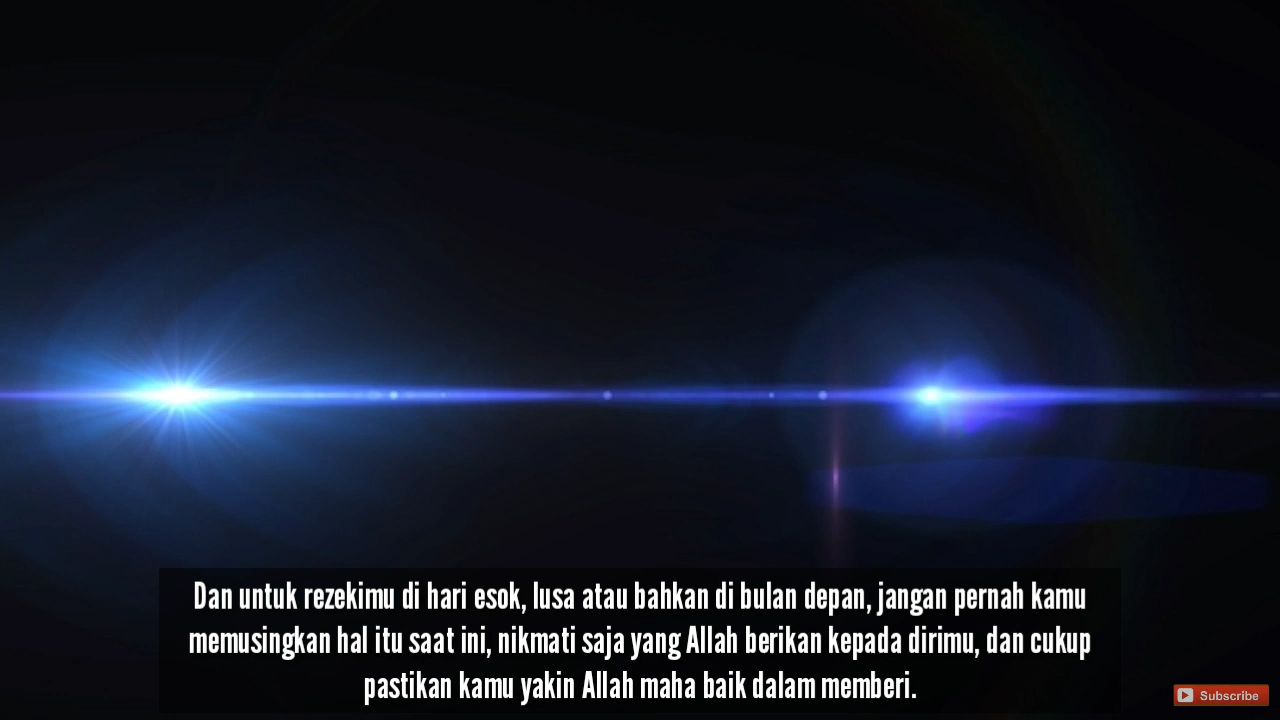 Dan untuk rezekimu di hari esok, lusa atau bahkan di bulan depan, jangan pernah kamu
memusingkan hal itu saat ini, nikmati saja yang Allah berikan kepada dirimu, dan cukup
pastikan kamu yakin Allah maha baik dalam memberi.
Subscribe